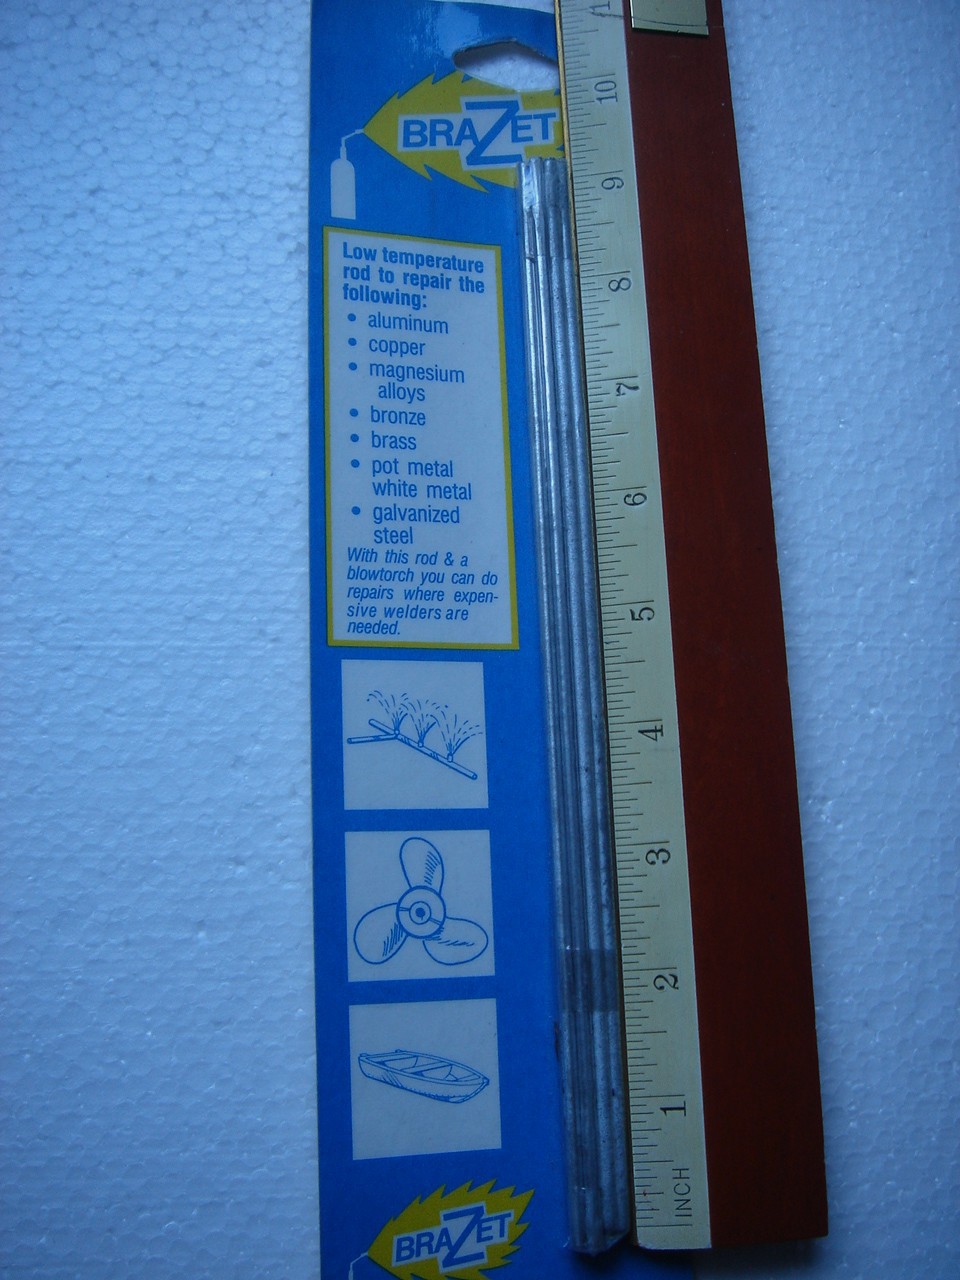 BRAZET
Low temperature
rod to repair the
following:
• aluminum
• copper
• magnesium
alloys
• bronze
• brass
• pot metal
white metal
• galvanized
steel
With this rod & a
blowtorch you can do
repairs where expen-
sive welders are
needed.
BRAZET
10
9
8
7
6
5
4
3
2
1
INCH